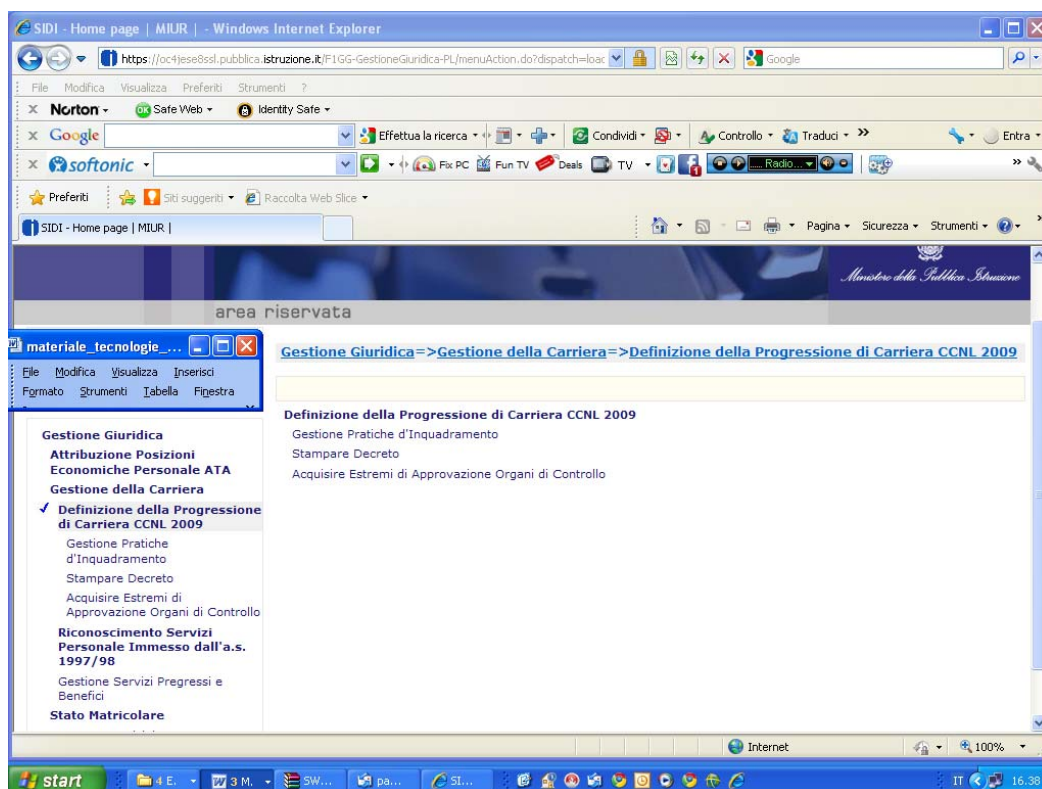 SIDI - Home page | MIUR | - Windows Internet Explorer
https://oc4jese8ssl.pubblica.istruzione.it/F1GG-GestioneGiuridica-PL/menuAction.do?dispatch=loac
Google
File Modifica Visualizza Preferiti Strumenti ?
x Norton - OK Safe Web Identity Safe
x Google Effettua la ricerca Condividi Controllo Traduci » Entra
x softonic Fix PC Fun TV Deals TV Radio... »
Preferiti Siti suggeriti Raccolta Web Slice
SIDI - Home page | MIUR | Pagina Sicurezza Strumenti
Ministero della Pubblica Istruzione
area riservata
materiale_tecnologie_...
File Modifica Visualizza Inserisci
Formato Strumenti Tabella Finestra
Gestione Giuridica=>Gestione della Carriera=>Definizione della Progressione di Carriera CCNL 2009
Definizione della Progressione di Carriera CCNL 2009
Gestione Pratiche d'Inquadramento
Stampare Decreto
Acquisire Estremi di Approvazione Organi di Controllo
Gestione Giuridica
Attribuzione Posizioni
Economiche Personale ATA
Gestione della Carriera
Definizione della Progressione
di Carriera CCNL 2009
Gestione Pratiche
d'Inquadramento
Stampare Decreto
Acquisire Estremi di
Approvazione Organi di Controllo
Riconoscimento Servizi
Personale Immesso dall'a.s.
1997/98
Gestione Servizi Pregressi e
Benefici
Stato Matricolare
Internet 100%
start 4 E. 3 M. SW... pa... SI... IT 16.38